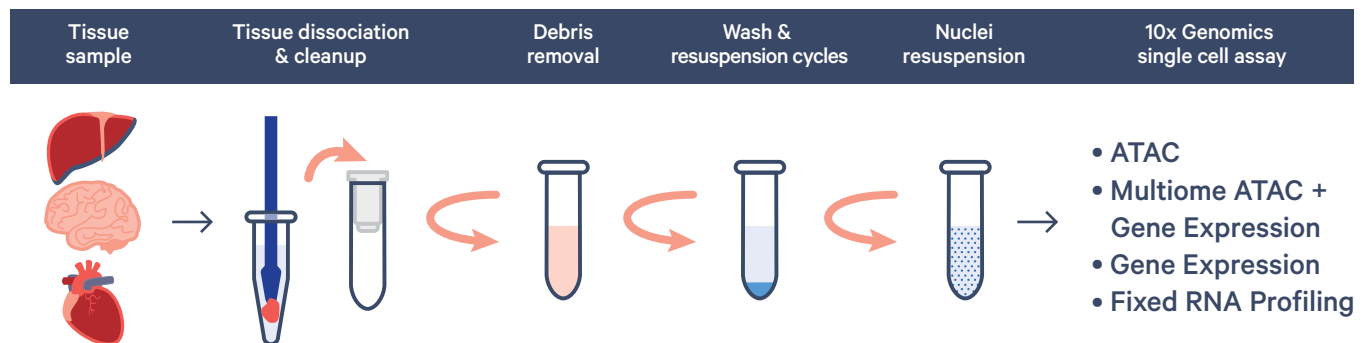 Tissue
sample
Tissue dissociation
& cleanup
Debris
removal
Wash &
resuspension cycles
Nuclei
resuspension
10x Genomics
single cell assay
• ATAC
• Multiome ATAC +
Gene Expression
• Gene Expression
• Fixed RNA Profiling